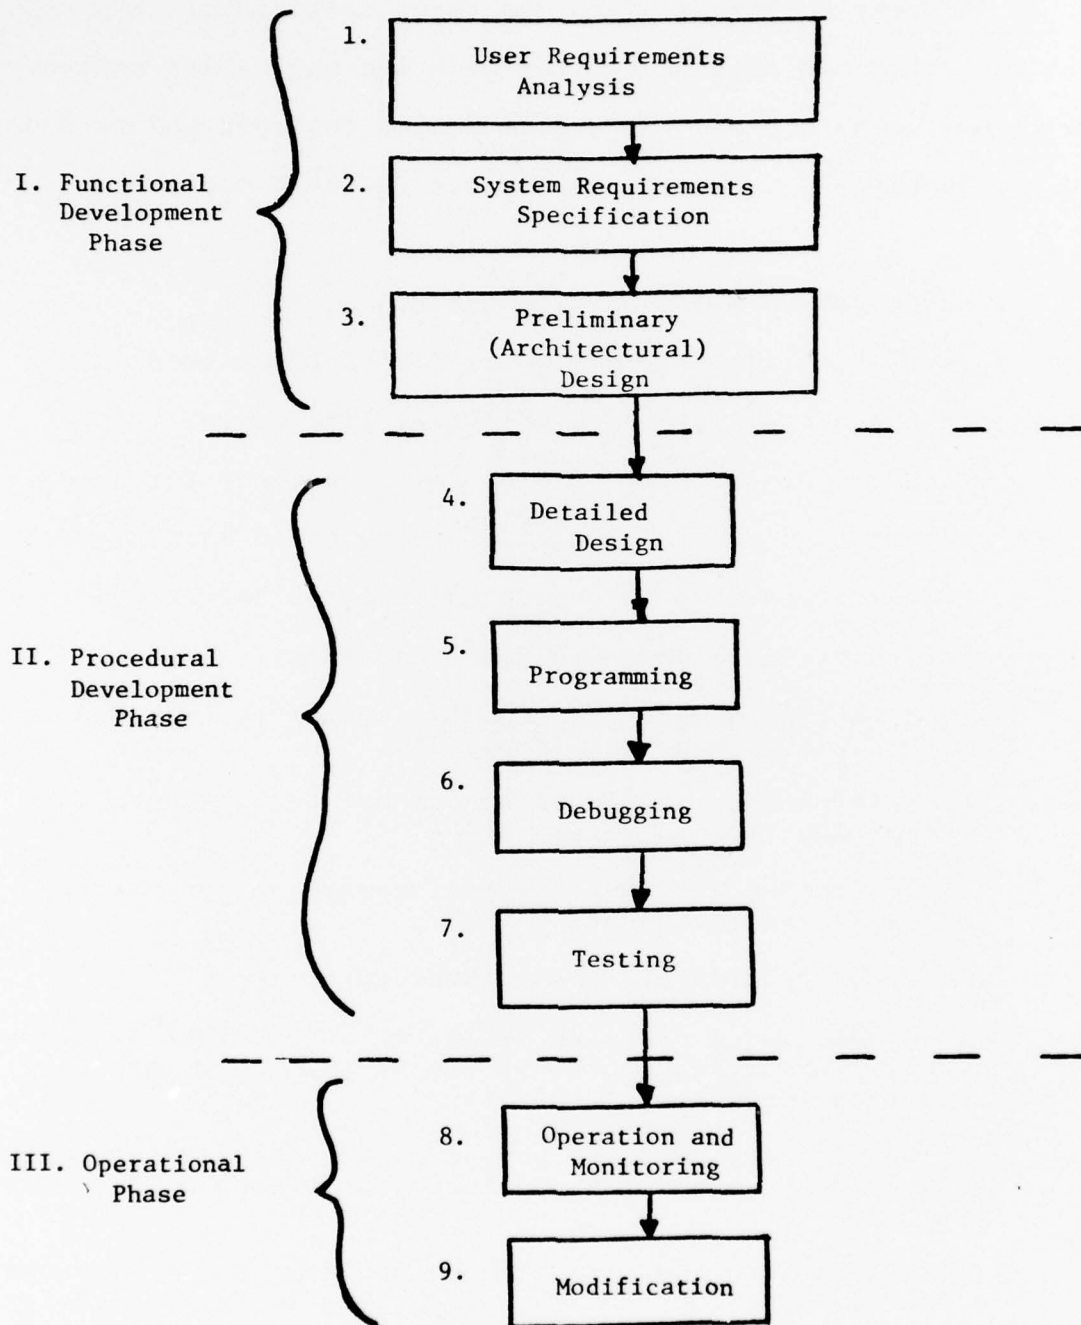 1.
User Requirements
Analysis
I. Functional
Development
Phase
2.
System Requirements
Specification
3.
Preliminary
(Architectural)
Design
4.
Detailed
Design
II. Procedural
Development
Phase
5.
Programming
6.
Debugging
7.
Testing
III. Operational
Phase
8.
Operation and
Monitoring
9.
Modification